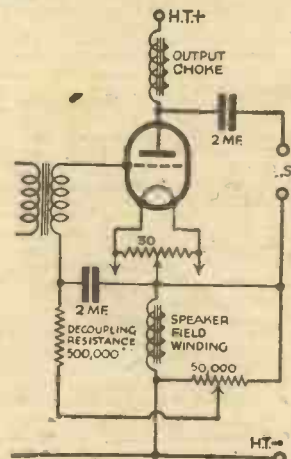 H.T.+
OUTPUT
CHOKE
2 MF.
L.S
30
2 MF.
DECOUPLING
RESISTANCE
500,000
SPEAKER
FIELD
WINDING
50,000
H.T.-